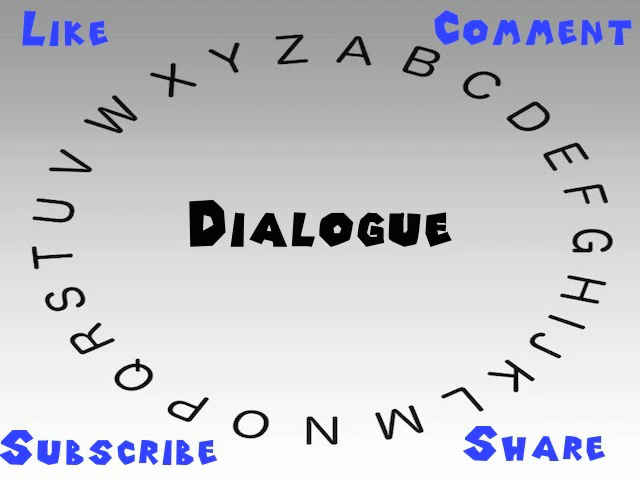 Like
Comment
A B C D E F G H I J K L M N O P Q R S T U V W X Y Z
Dialogue
Subscribe
Share